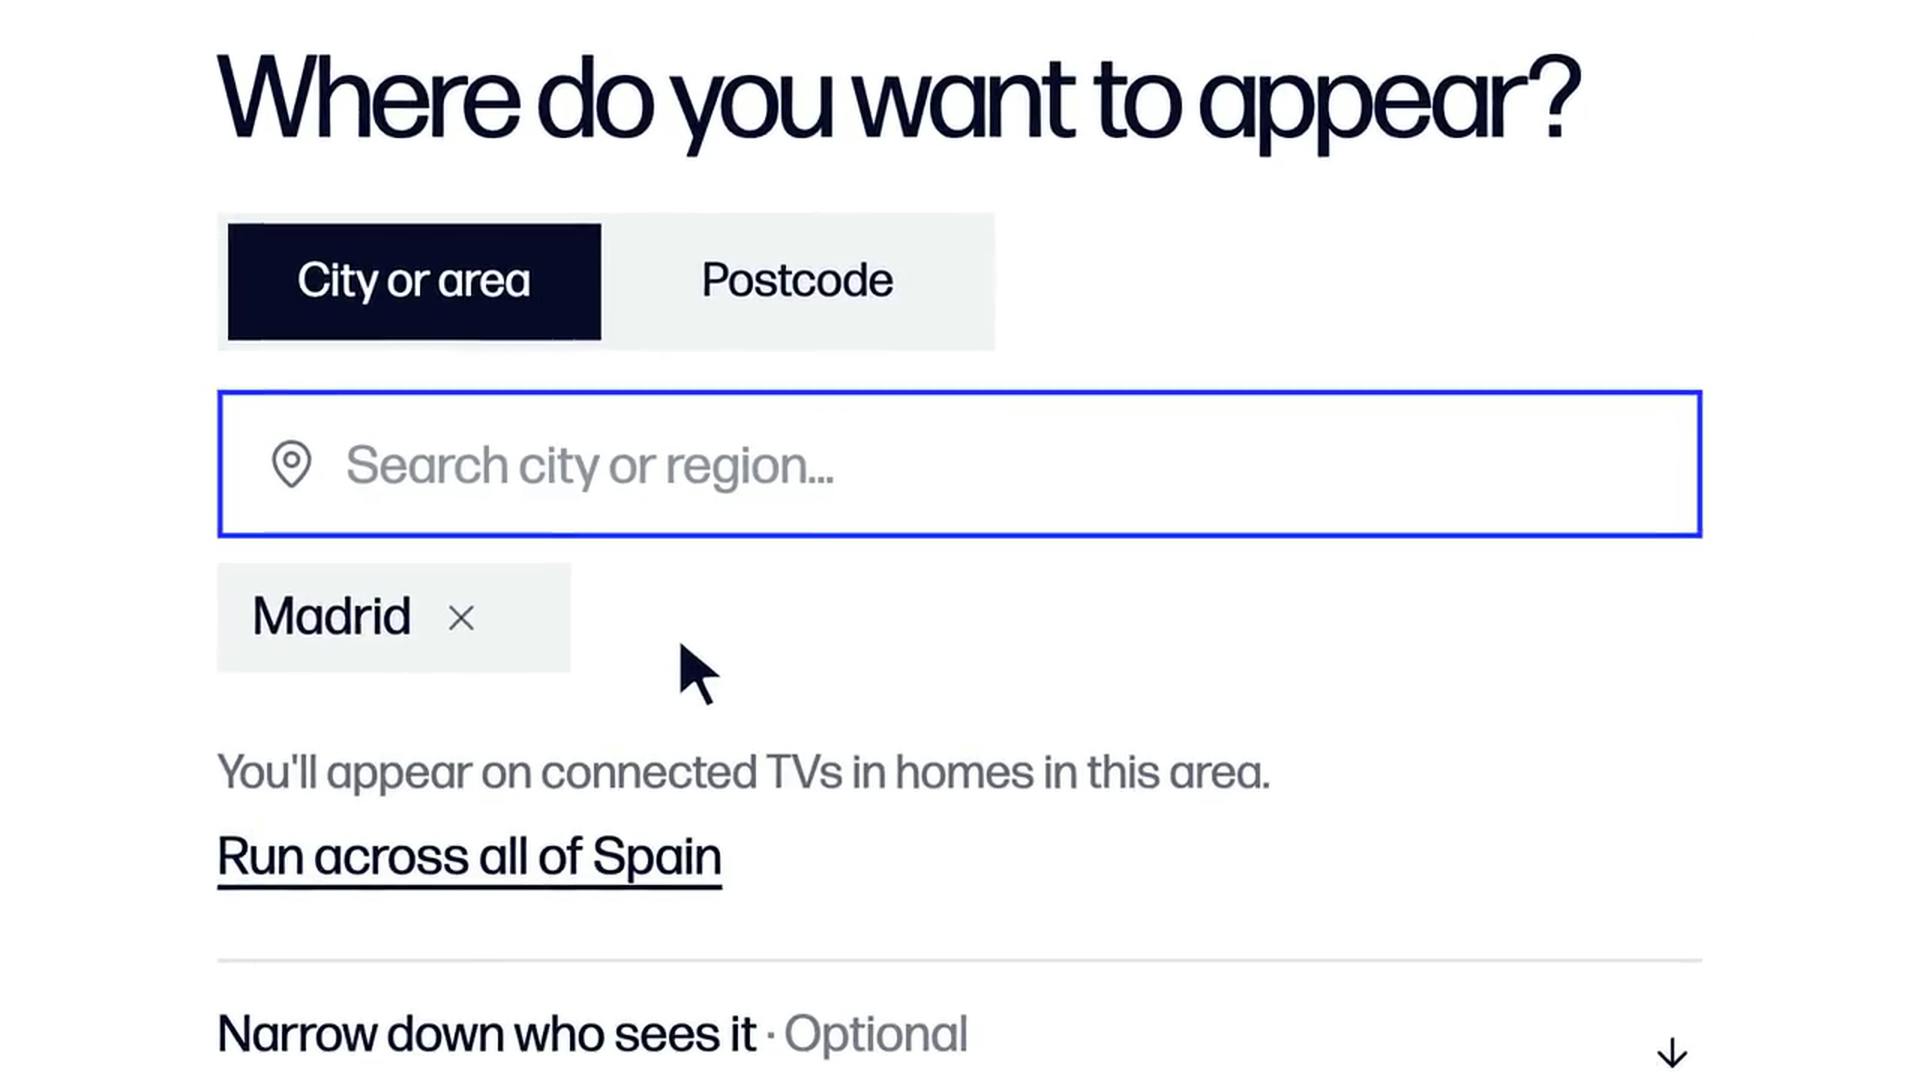 Where do you want to appear?
City or area
Postcode
Search city or region...
Madrid
You'll appear on connected TVs in homes in this area.
Run across all of Spain
Narrow down who sees it · Optional